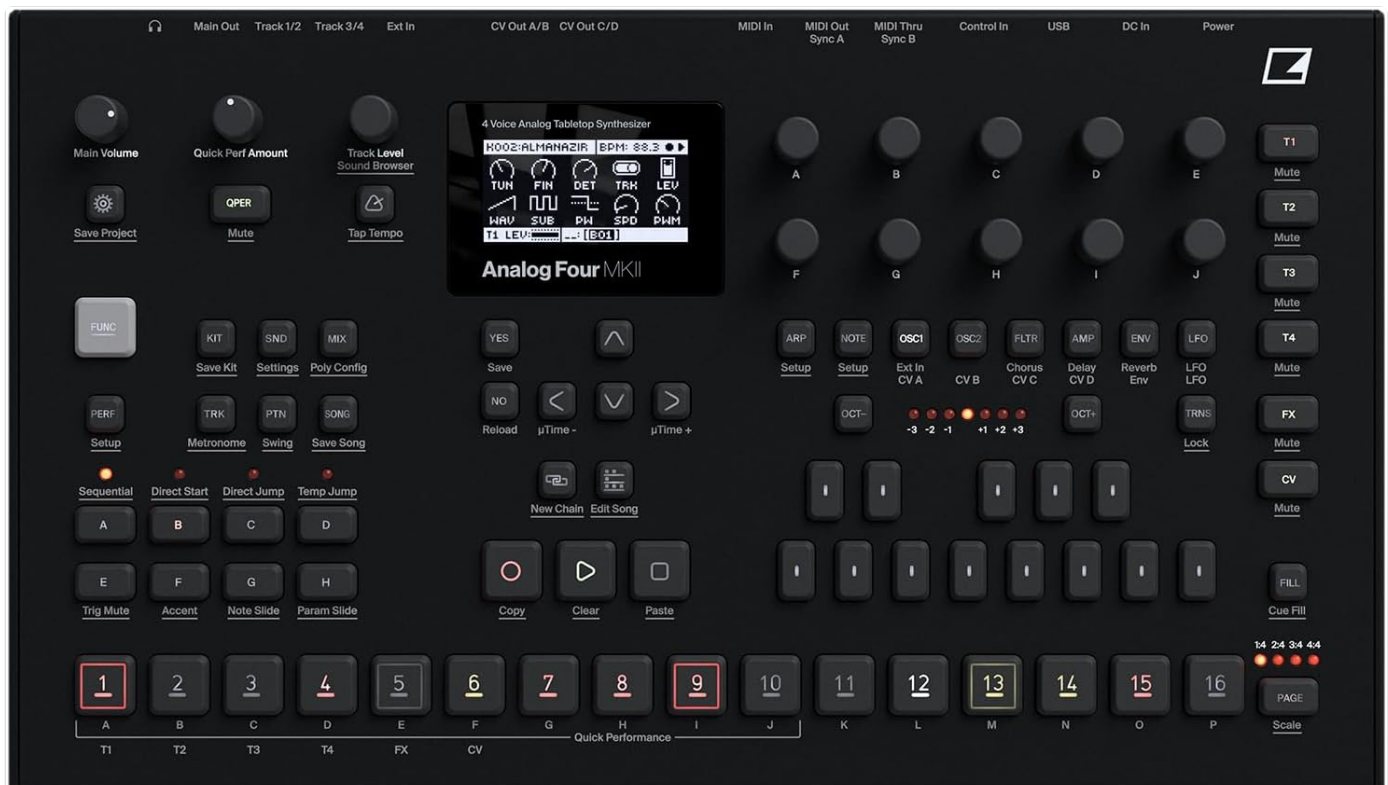 Main Out Track 1/2 Track 3/4 Ext In CV Out A/B CV Out C/D MIDI In MIDI Out MIDI Thru Control In USB DC In Power
Sync A Sync B
4 Voice Analog Tabletop Synthesizer
K002:ALMANAZIR BPM: 88.3
TUN FIN DET TRK LEV
WAV SUB PW SPD PWM
T1 LEV: __: [B01]
Analog Four MKII
Main Volume Quick Perf Amount Track Level
Sound Browser
QPER
Save Project Mute Tap Tempo
A B C D E
F G H I J
T1
Mute
T2
Mute
T3
Mute
T4
Mute
FX
Mute
CV
Mute
FUNC
KIT SND MIX
Save Kit Settings Poly Config
PERF TRK PTN SONG
Setup Metronome Swing Save Song
YES
Save
NO
Reload µTime - µTime +
ARP NOTE OSC1 OSC2 FLTR AMP ENV LFO
Setup Setup Ext In Chorus Delay Reverb LFO
CV A CV B CV C CV D Env LFO
OCT- OCT+ TRNS
-3 -2 -1 +1 +2 +3
Lock
Sequential Direct Start Direct Jump Temp Jump
A B C D
E F G H
Trig Mute Accent Note Slide Param Slide
New Chain Edit Song
Copy Clear Paste
FILL
Cue Fill
1:4 2:4 3:4 4:4
1 2 3 4 5 6 7 8 9 10 11 12 13 14 15 16 PAGE
A B C D E F G H I J K L M N O P Scale
Quick Performance
T1 T2 T3 T4 FX CV